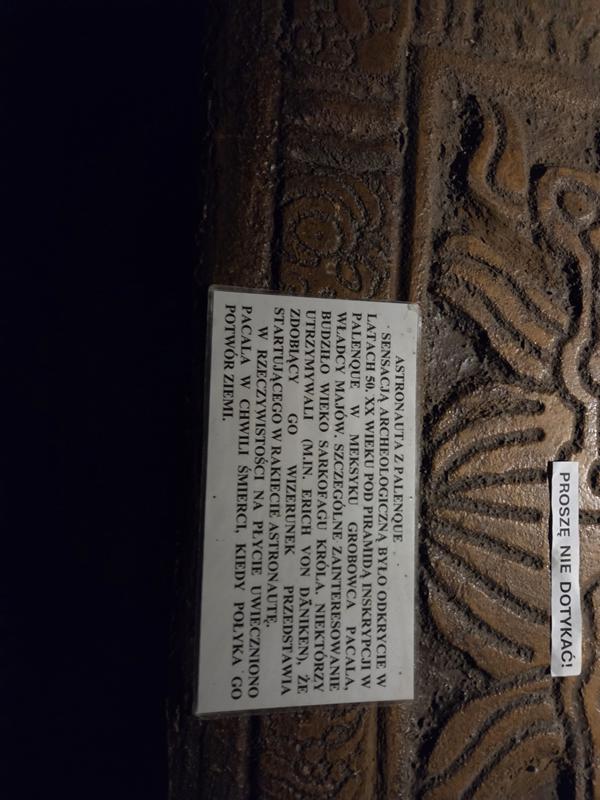 ASTRONAUTA Z PALENQUE
SENSACJĄ ARCHEOLOGICZNĄ BYŁO ODKRYCIE W
LATACH 50. XX WIEKU POD PIRAMIDĄ INSKRYPCJI W
PALENQUE W MEKSYKU GROBOWCA PACALA,
WŁADCY MAJÓW. SZCZEGÓLNE ZAINTERESOWANIE
BUDZIŁO WIEKO SARKOFAGU KRÓLA. NIEKTÓRZY
UTRZYMYWALI (M.IN. ERICH VON DÄNIKEN), ŻE
ZDOBIĄCY GO WIZERUNEK PRZEDSTAWIA
STARTUJĄCEGO W RAKIECIE ASTRONAUTĘ.
W RZECZYWISTOŚCI NA PŁYCIE UWIECZNIONO
PACALA W CHWILI ŚMIERCI, KIEDY POŁYKA GO
POTWÓR ZIEMI.
PROSZĘ NIE DOTYKAĆ!